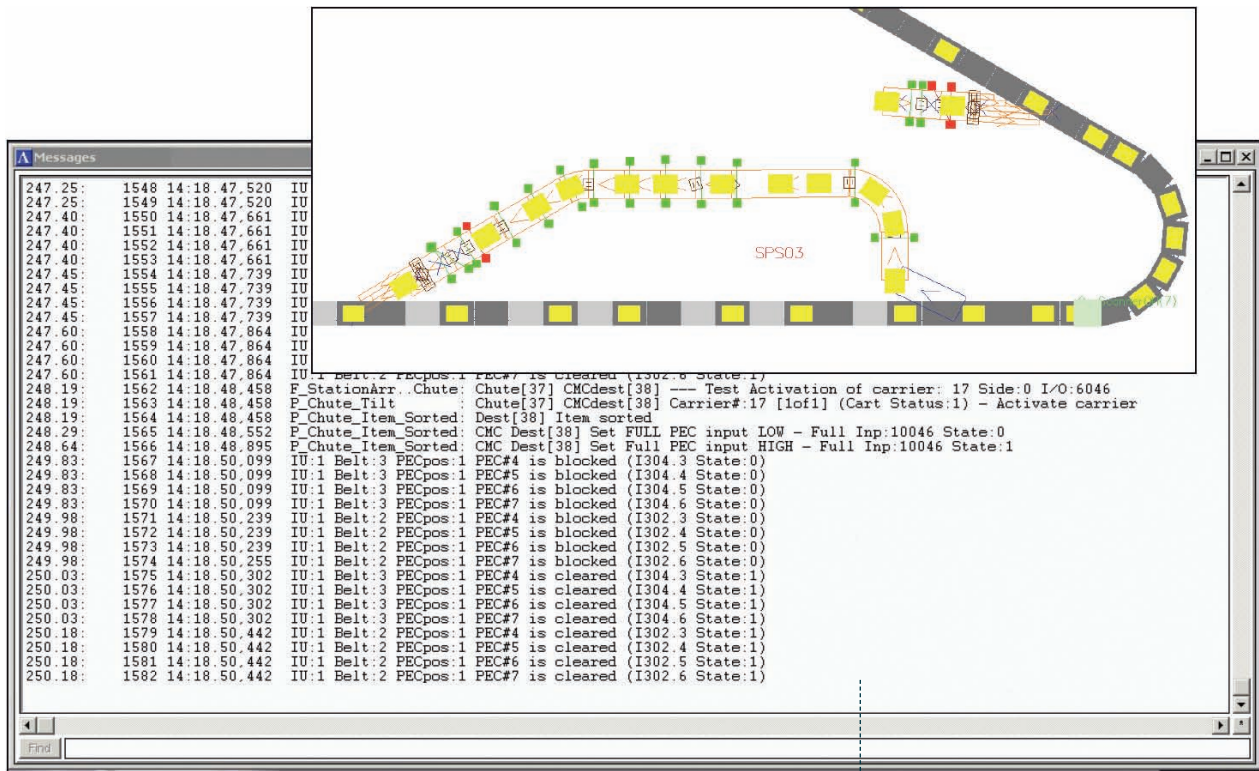 SPS03
Messages
247.25: 1548 14:18.47,520 IU
247.25: 1549 14:18.47,520 IU
247.40: 1550 14:18.47,661 IU
247.40: 1551 14:18.47,661 IU
247.40: 1552 14:18.47,661 IU
247.40: 1553 14:18.47,661 IU
247.45: 1554 14:18.47,739 IU
247.45: 1555 14:18.47,739 IU
247.45: 1556 14:18.47,739 IU
247.45: 1557 14:18.47,739 IU
247.60: 1558 14:18.47,864 IU
247.60: 1559 14:18.47,864 IU
247.60: 1560 14:18.47,864 IU
247.60: 1561 14:18.47,864 IU:1 Belt:2 PECpos:1 PEC#7 is cleared (I302.6 State:1)
248.19: 1562 14:18.48,458 F_StationArr..Chute: Chute[37] CMCdest[38] --- Test Activation of carrier: 17 Side:0 I/O:6046
248.19: 1563 14:18.48,458 P_Chute_Tilt : Chute[37] CMCdest[38] Carrier#:17 [1of1] (Cart Status:1) - Activate carrier
248.19: 1564 14:18.48,458 P_Chute_Item_Sorted: Dest[38] Item sorted
248.29: 1565 14:18.48,552 P_Chute_Item_Sorted: CMC Dest[38] Set FULL PEC input LOW - Full Inp:10046 State:0
248.64: 1566 14:18.48,895 P_Chute_Item_Sorted: CMC Dest[38] Set Full PEC input HIGH - Full Inp:10046 State:1
249.83: 1567 14:18.50,099 IU:1 Belt:3 PECpos:1 PEC#4 is blocked (I304.3 State:0)
249.83: 1568 14:18.50,099 IU:1 Belt:3 PECpos:1 PEC#5 is blocked (I304.4 State:0)
249.83: 1569 14:18.50,099 IU:1 Belt:3 PECpos:1 PEC#6 is blocked (I304.5 State:0)
249.83: 1570 14:18.50,099 IU:1 Belt:3 PECpos:1 PEC#7 is blocked (I304.6 State:0)
249.98: 1571 14:18.50,239 IU:1 Belt:2 PECpos:1 PEC#4 is blocked (I302.3 State:0)
249.98: 1572 14:18.50,239 IU:1 Belt:2 PECpos:1 PEC#5 is blocked (I302.4 State:0)
249.98: 1573 14:18.50,239 IU:1 Belt:2 PECpos:1 PEC#6 is blocked (I302.5 State:0)
249.98: 1574 14:18.50,255 IU:1 Belt:2 PECpos:1 PEC#7 is blocked (I302.6 State:0)
250.03: 1575 14:18.50,302 IU:1 Belt:3 PECpos:1 PEC#4 is cleared (I304.3 State:1)
250.03: 1576 14:18.50,302 IU:1 Belt:3 PECpos:1 PEC#5 is cleared (I304.4 State:1)
250.03: 1577 14:18.50,302 IU:1 Belt:3 PECpos:1 PEC#6 is cleared (I304.5 State:1)
250.03: 1578 14:18.50,302 IU:1 Belt:3 PECpos:1 PEC#7 is cleared (I304.6 State:1)
250.18: 1579 14:18.50,442 IU:1 Belt:2 PECpos:1 PEC#4 is cleared (I302.3 State:1)
250.18: 1580 14:18.50,442 IU:1 Belt:2 PECpos:1 PEC#5 is cleared (I302.4 State:1)
250.18: 1581 14:18.50,442 IU:1 Belt:2 PECpos:1 PEC#6 is cleared (I302.5 State:1)
250.18: 1582 14:18.50,442 IU:1 Belt:2 PECpos:1 PEC#7 is cleared (I302.6 State:1)
Find